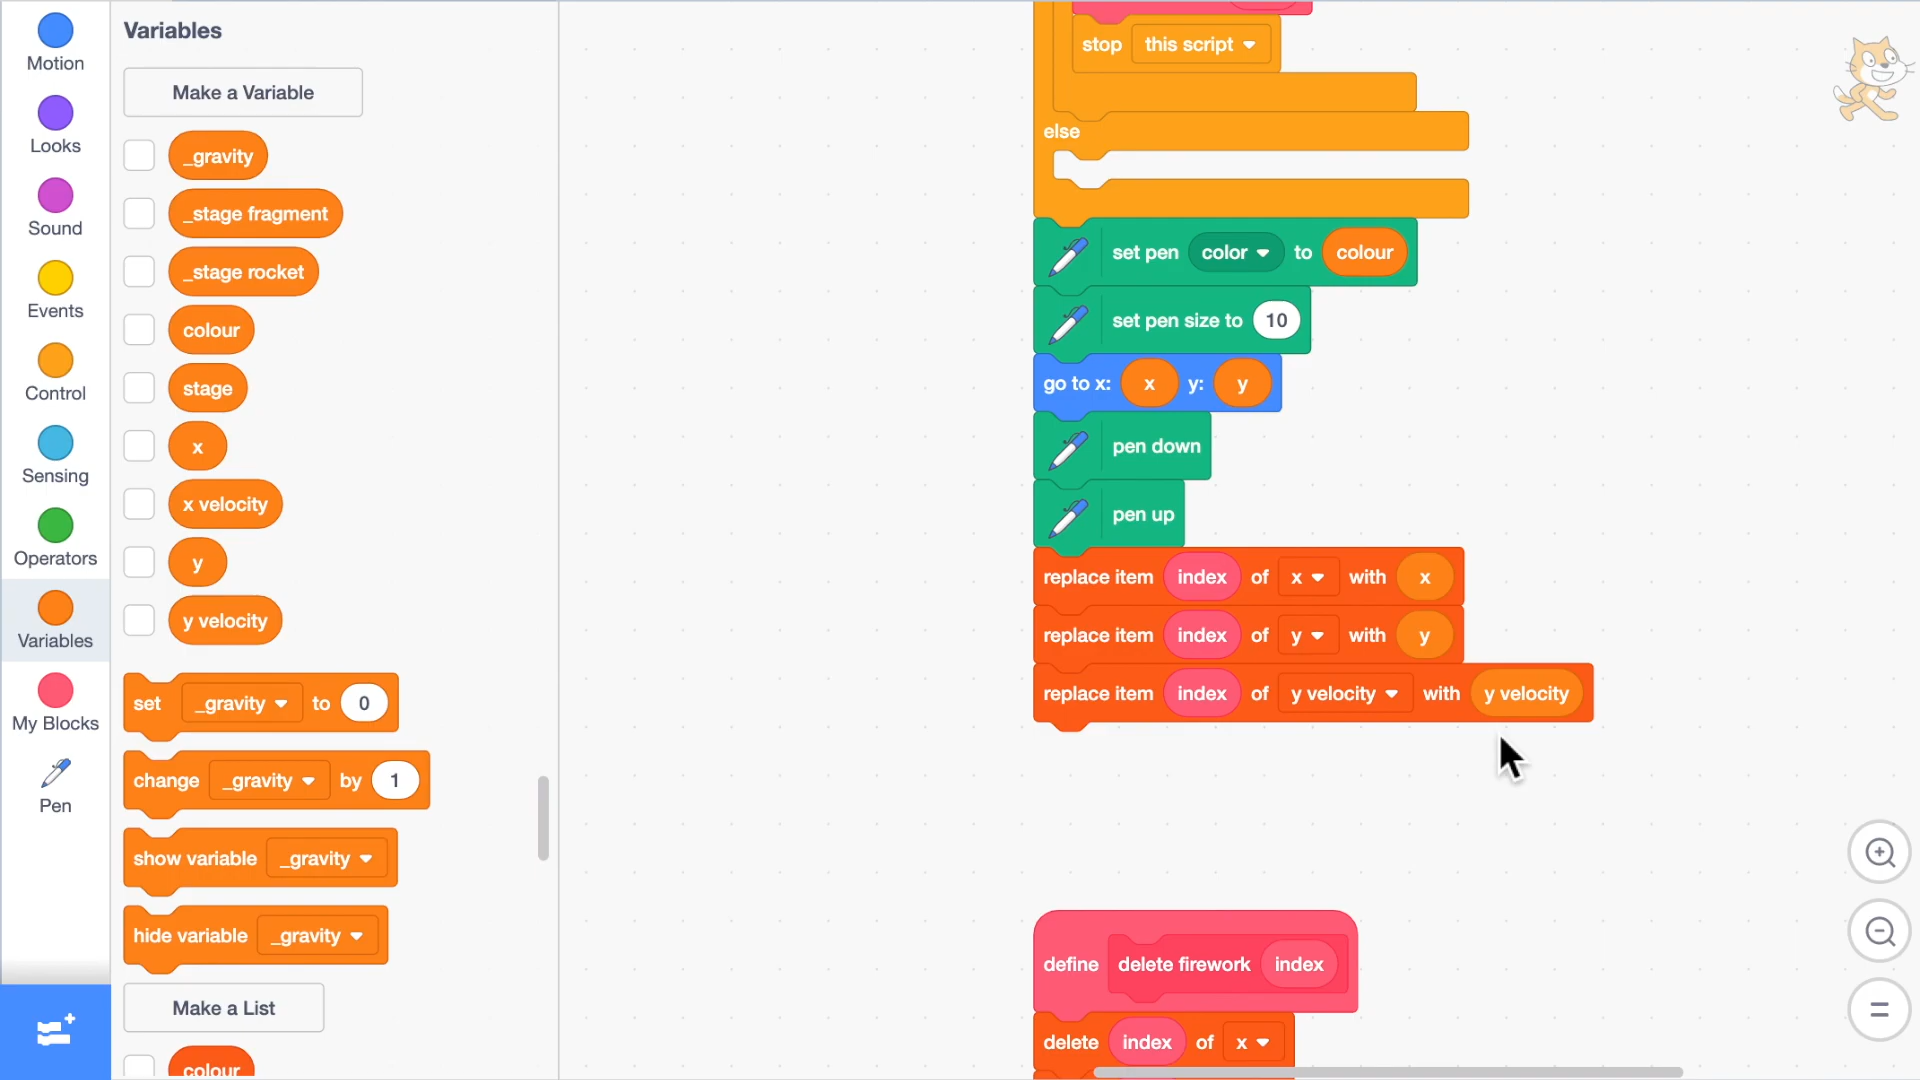 Motion
Looks
Sound
Events
Control
Sensing
Operators
Variables
My Blocks
Pen
Variables
Make a Variable
_gravity
_stage fragment
_stage rocket
colour
stage
x
x velocity
y
y velocity
set _gravity to 0
change _gravity by 1
show variable _gravity
hide variable _gravity
Make a List
colour
stop this script
else
set pen color to colour
set pen size to 10
go to x: x y: y
pen down
pen up
replace item index of x with x
replace item index of y with y
replace item index of y velocity with y velocity
define delete firework index
delete index of x